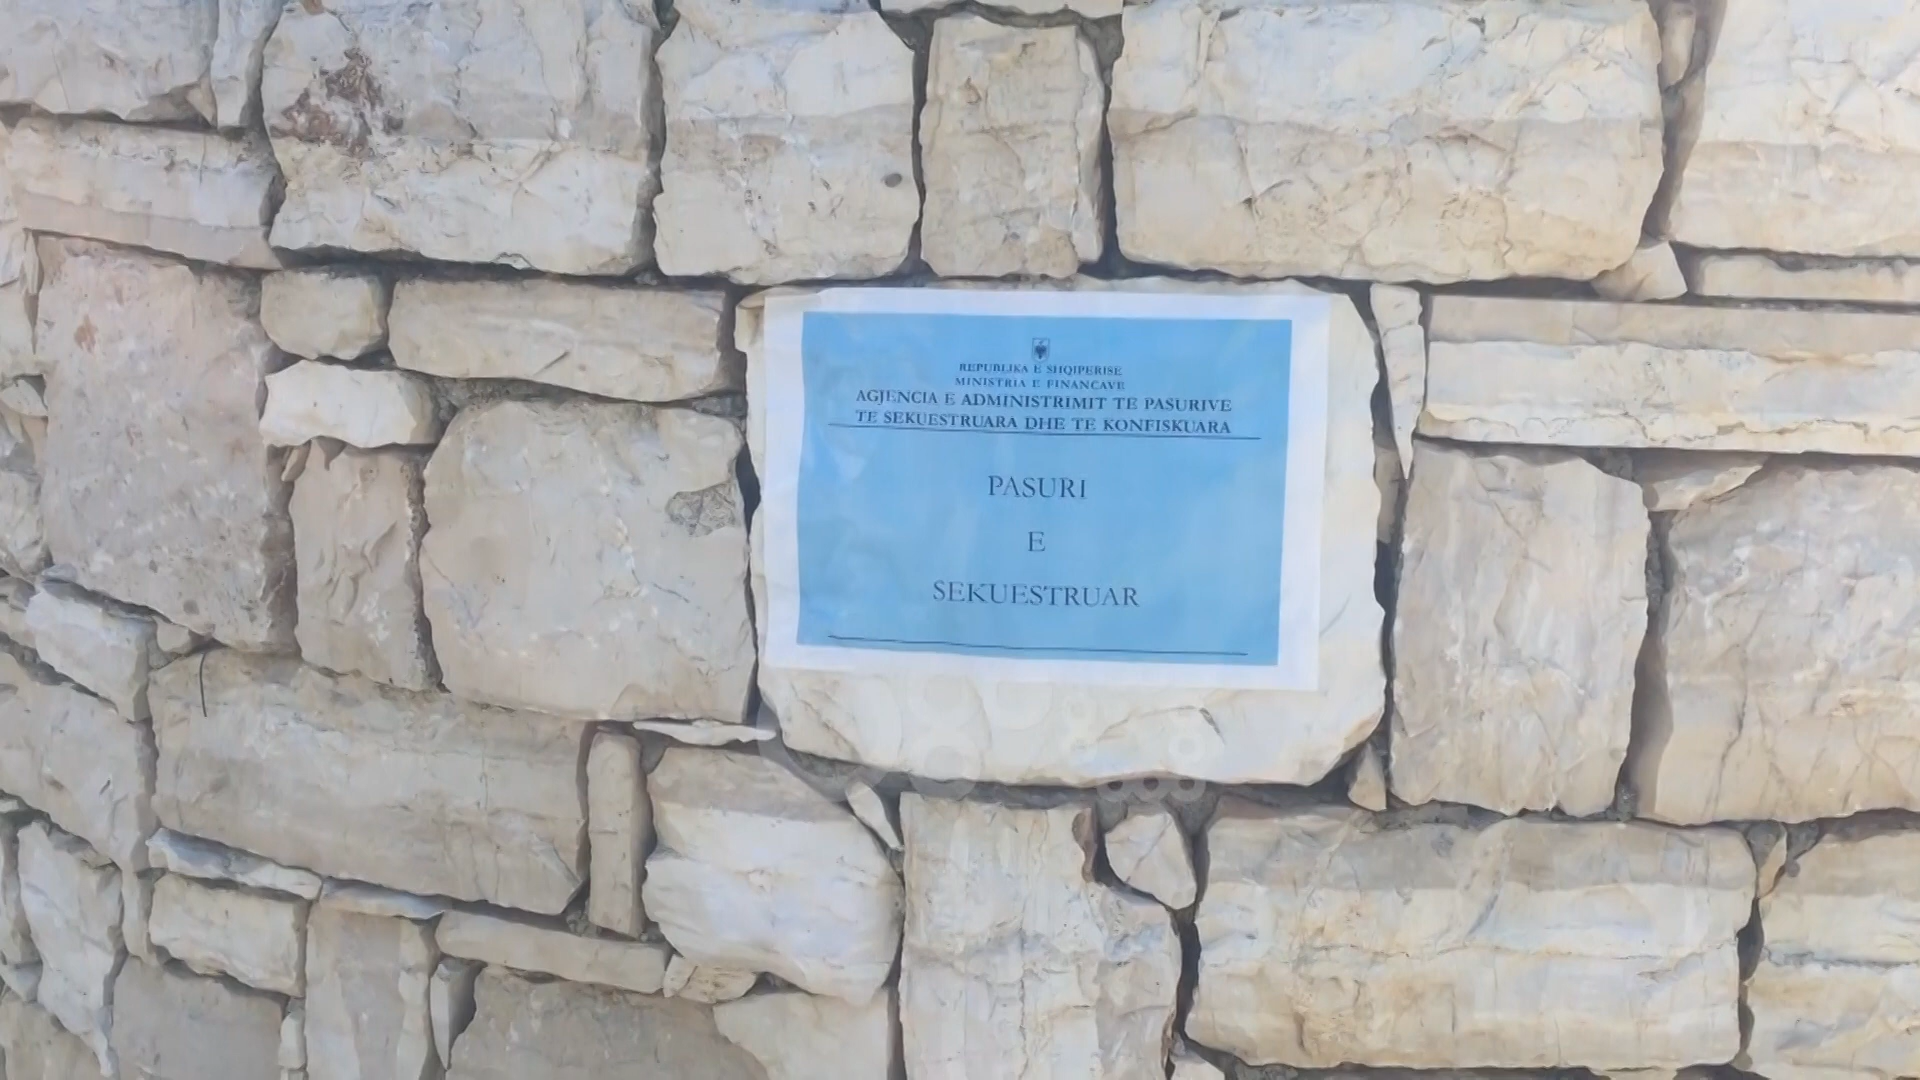 REPUBLIKA E SHQIPERISE
MINISTRIA E FINANCAVE
AGJENCIA E ADMINISTRIMIT TE PASURIVE
TE SEKUESTRUARA DHE TE KONFISKUARA
PASURI
E
SEKUESTRUAR